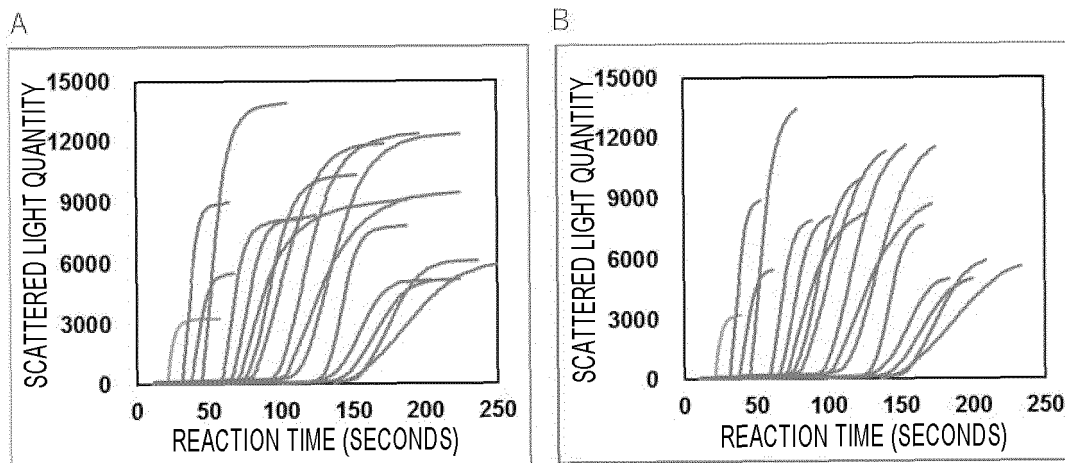 A
SCATTERED LIGHT QUANTITY
15000
12000
9000
6000
3000
0
0 50 100 150 200 250
REACTION TIME (SECONDS)
B
SCATTERED LIGHT QUANTITY
15000
12000
9000
6000
3000
0
0 50 100 150 200 250
REACTION TIME (SECONDS)